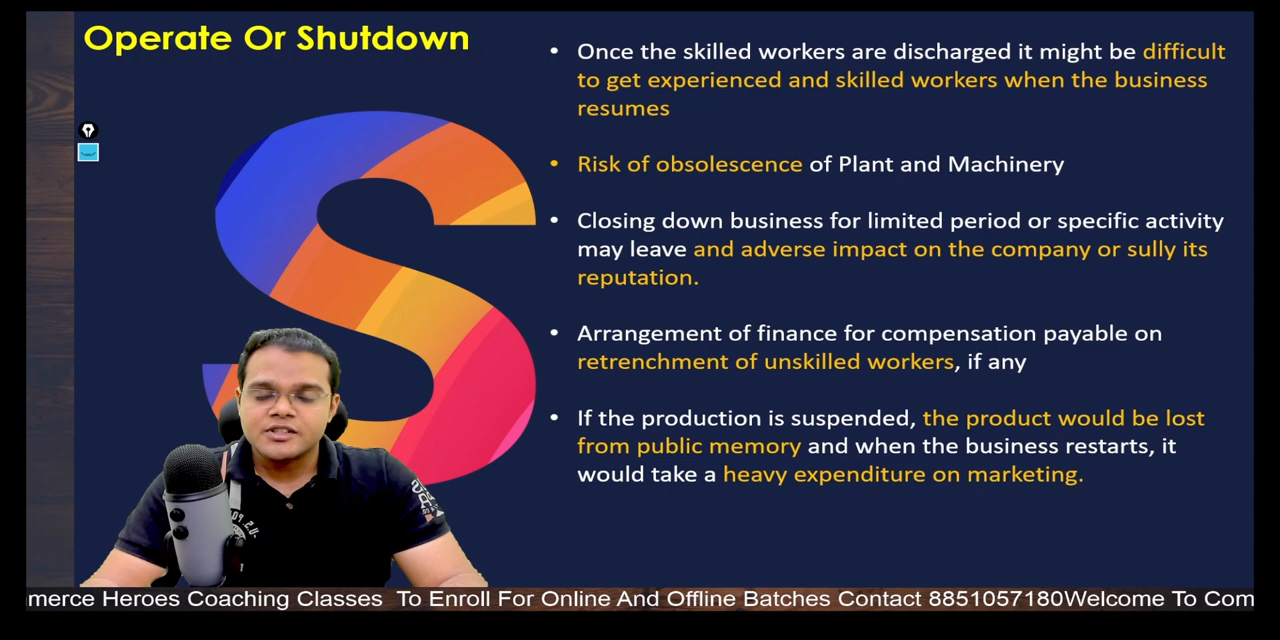 Operate Or Shutdown
• Once the skilled workers are discharged it might be difficult
to get experienced and skilled workers when the business
resumes
• Risk of obsolescence of Plant and Machinery
• Closing down business for limited period or specific activity
may leave and adverse impact on the company or sully its
reputation.
• Arrangement of finance for compensation payable on
retrenchment of unskilled workers, if any
• If the production is suspended, the product would be lost
from public memory and when the business restarts, it
would take a heavy expenditure on marketing.
mmerce Heroes Coaching Classes To Enroll For Online And Offline Batches Contact 8851057180Welcome To Com